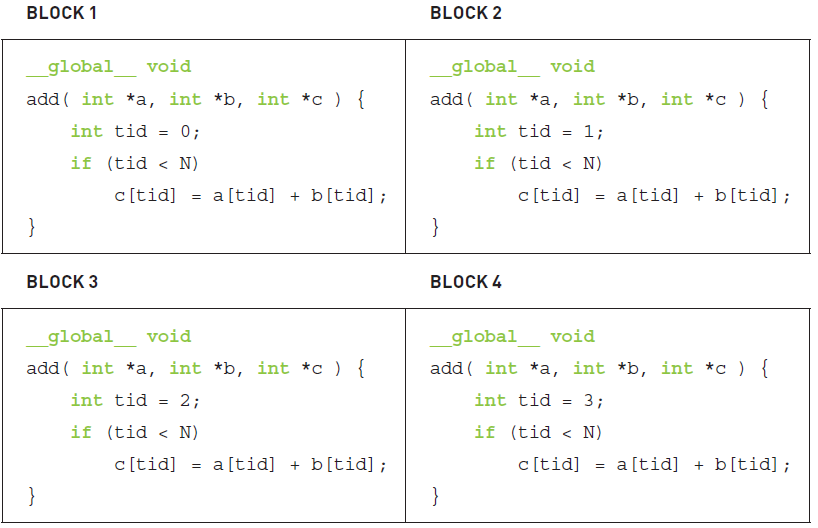 BLOCK 1
__global__ void
add( int *a, int *b, int *c ) {
    int tid = 0;
    if (tid < N)
        c[tid] = a[tid] + b[tid];
}
BLOCK 2
__global__ void
add( int *a, int *b, int *c ) {
    int tid = 1;
    if (tid < N)
        c[tid] = a[tid] + b[tid];
}
BLOCK 3
__global__ void
add( int *a, int *b, int *c ) {
    int tid = 2;
    if (tid < N)
        c[tid] = a[tid] + b[tid];
}
BLOCK 4
__global__ void
add( int *a, int *b, int *c ) {
    int tid = 3;
    if (tid < N)
        c[tid] = a[tid] + b[tid];
}